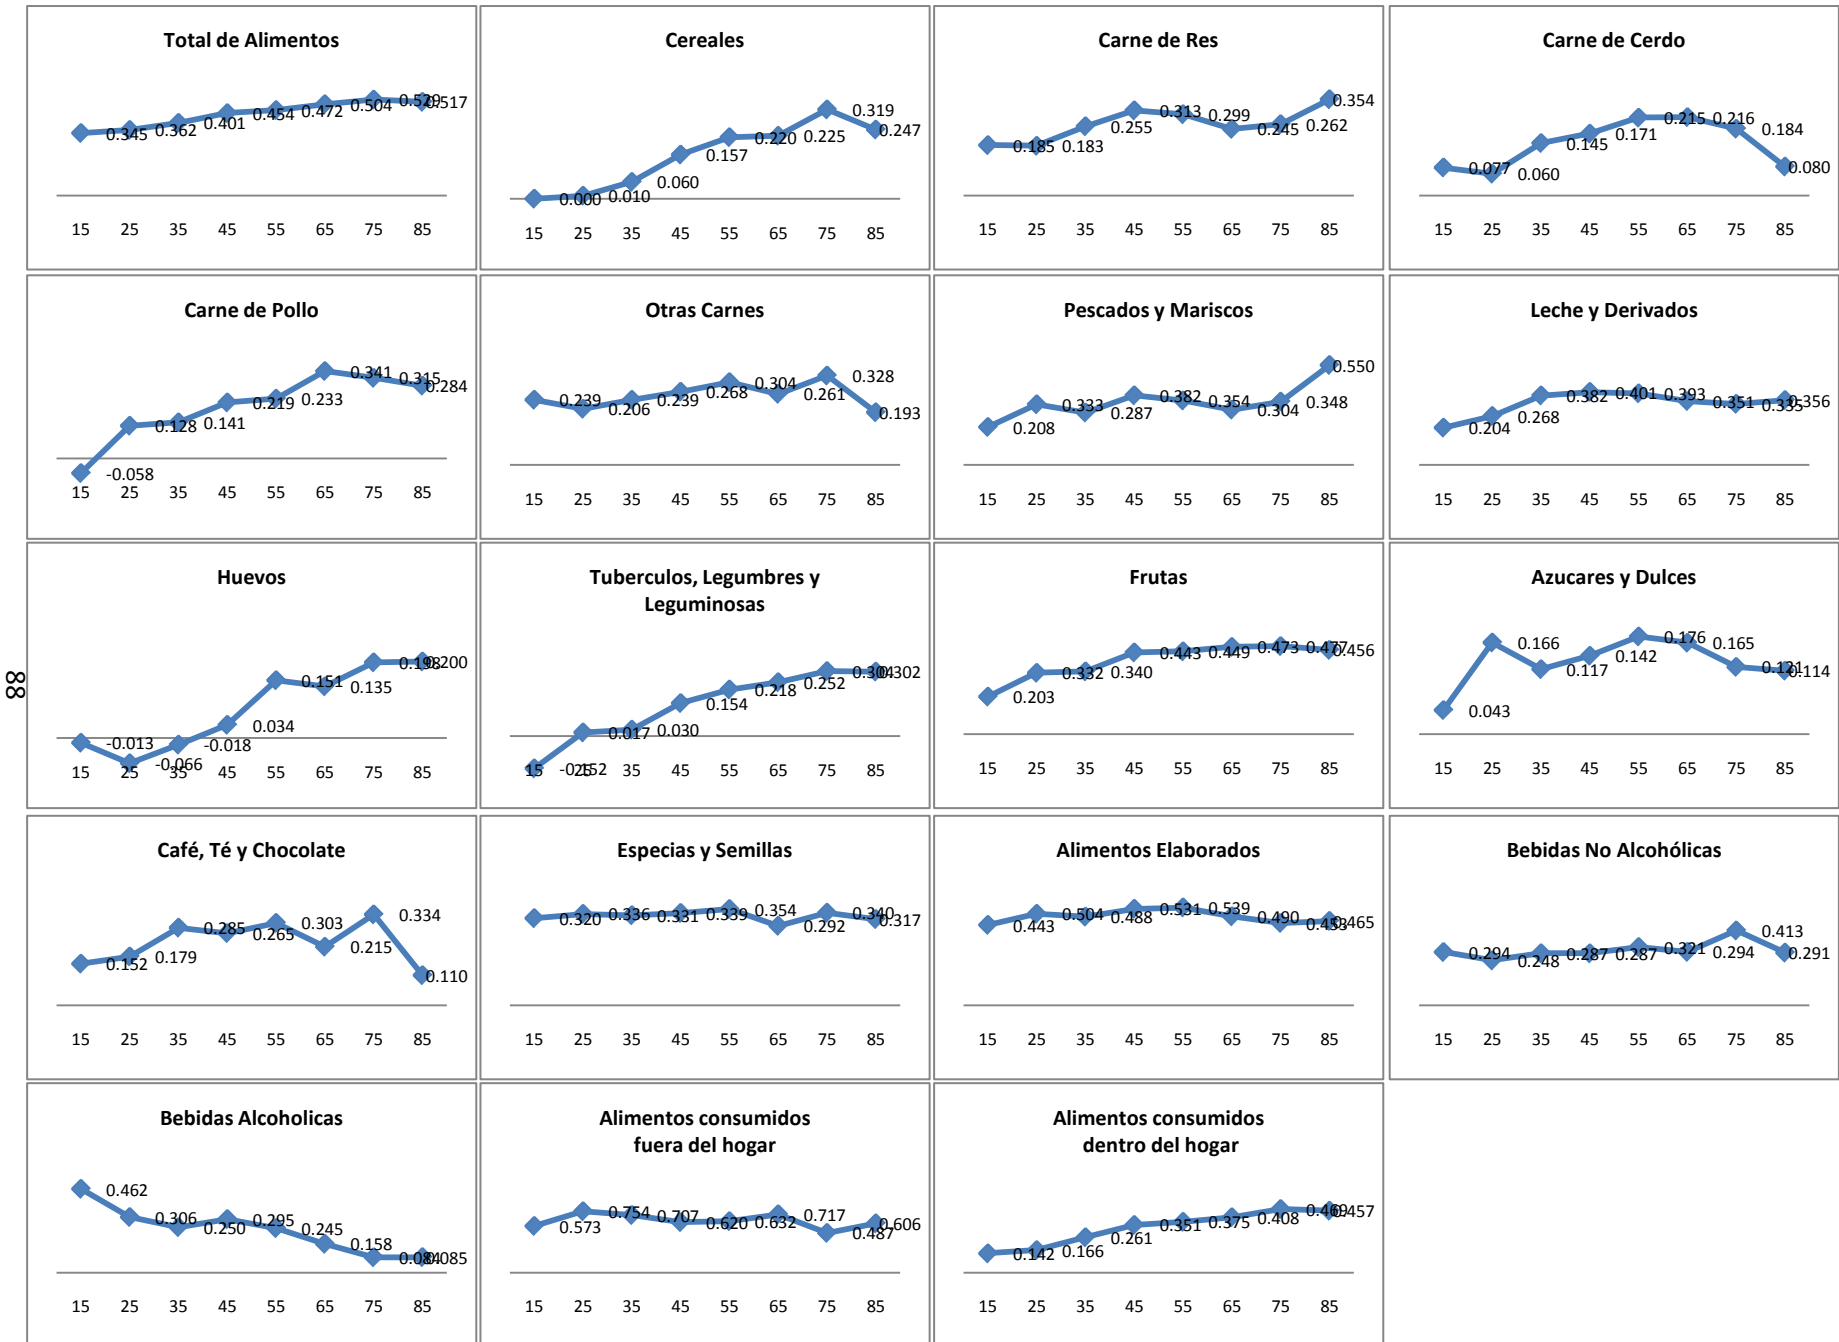 Total de Alimentos
0.345 0.362 0.401 0.454 0.472 0.504 0.529 0.517
15 25 35 45 55 65 75 85
Cereales
0.000 0.010 0.060 0.157 0.220 0.225 0.319 0.247
15 25 35 45 55 65 75 85
Carne de Res
0.185 0.183 0.255 0.313 0.299 0.245 0.262 0.354
15 25 35 45 55 65 75 85
Carne de Cerdo
0.077 0.060 0.145 0.171 0.215 0.216 0.184 0.080
15 25 35 45 55 65 75 85
Carne de Pollo
-0.058 0.128 0.141 0.219 0.233 0.341 0.315 0.284
15 25 35 45 55 65 75 85
Otras Carnes
0.239 0.206 0.239 0.268 0.304 0.261 0.328 0.193
15 25 35 45 55 65 75 85
Pescados y Mariscos
0.208 0.333 0.287 0.382 0.354 0.304 0.348 0.550
15 25 35 45 55 65 75 85
Leche y Derivados
0.204 0.268 0.382 0.401 0.393 0.351 0.335 0.356
15 25 35 45 55 65 75 85
Huevos
-0.013 -0.066 -0.018 0.034 0.151 0.135 0.198 0.200
15 25 35 45 55 65 75 85
Tuberculos, Legumbres y
Leguminosas
-0.152 0.017 0.030 0.154 0.218 0.252 0.304 0.302
15 25 35 45 55 65 75 85
Frutas
0.203 0.332 0.340 0.443 0.449 0.473 0.477 0.456
15 25 35 45 55 65 75 85
Azucares y Dulces
0.043 0.166 0.117 0.142 0.176 0.165 0.121 0.114
15 25 35 45 55 65 75 85
88
Café, Té y Chocolate
0.152 0.179 0.285 0.265 0.303 0.215 0.334 0.110
15 25 35 45 55 65 75 85
Especias y Semillas
0.320 0.336 0.331 0.339 0.354 0.292 0.340 0.317
15 25 35 45 55 65 75 85
Alimentos Elaborados
0.443 0.504 0.488 0.531 0.539 0.490 0.453 0.465
15 25 35 45 55 65 75 85
Bebidas No Alcohólicas
0.294 0.248 0.287 0.287 0.321 0.294 0.413 0.291
15 25 35 45 55 65 75 85
Bebidas Alcoholicas
0.462 0.306 0.250 0.295 0.245 0.158 0.084 0.085
15 25 35 45 55 65 75 85
Alimentos consumidos
fuera del hogar
0.573 0.754 0.707 0.620 0.632 0.717 0.487 0.606
15 25 35 45 55 65 75 85
Alimentos consumidos
dentro del hogar
0.142 0.166 0.261 0.351 0.375 0.408 0.469 0.457
15 25 35 45 55 65 75 85